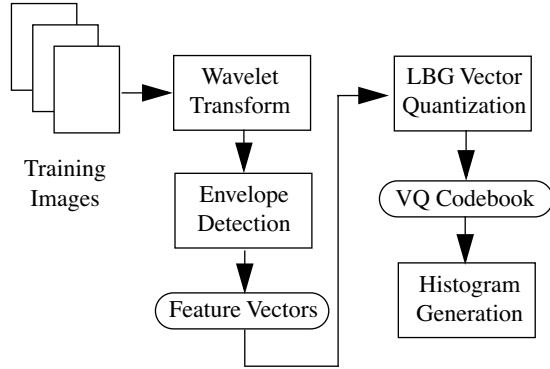 Training
Images
Wavelet
Transform
Envelope
Detection
Feature Vectors
LBG Vector
Quantization
VQ Codebook
Histogram
Generation